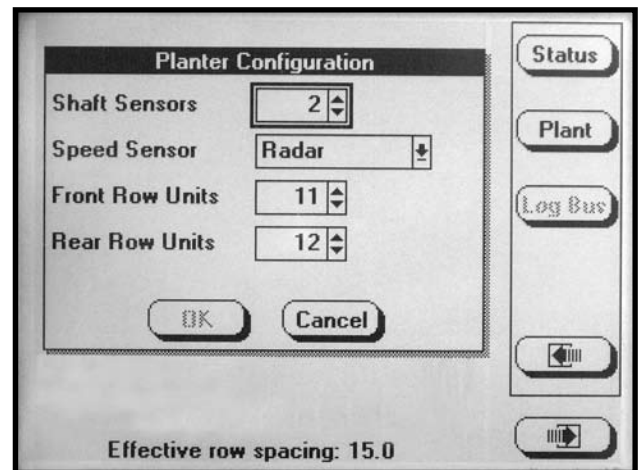 Planter Configuration
Shaft Sensors 2
Speed Sensor Radar
Front Row Units 11
Rear Row Units 12
OK Cancel
Effective row spacing: 15.0
Status
Plant
Log Bus